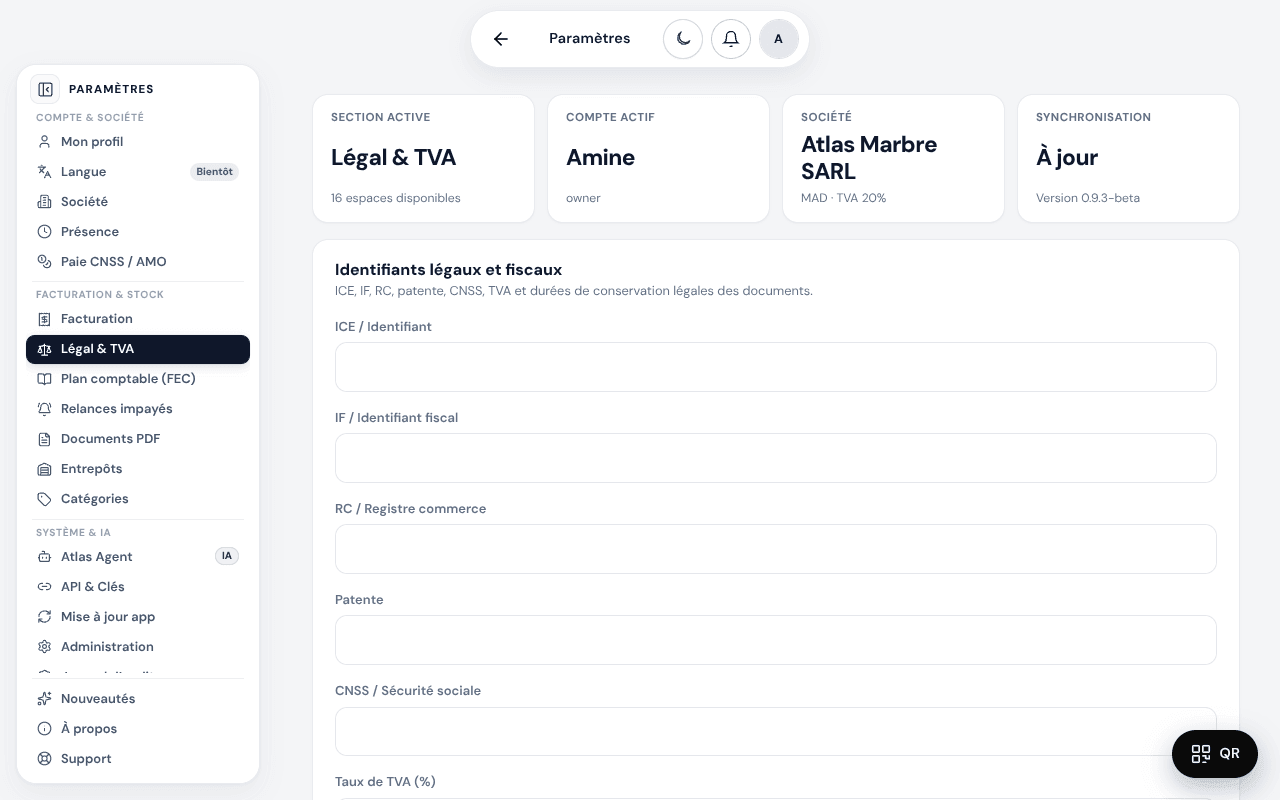 Paramètres
A
PARAMÈTRES
COMPTE & SOCIÉTÉ
Mon profil
Langue
Bientôt
Société
Présence
Paie CNSS / AMO
FACTURATION & STOCK
Facturation
Légal & TVA
Plan comptable (FEC)
Relances impayés
Documents PDF
Entrepôts
Catégories
SYSTÈME & IA
Atlas Agent
IA
API & Clés
Mise à jour app
Administration
Nouveautés
À propos
Support
SECTION ACTIVE
Légal & TVA
16 espaces disponibles
COMPTE ACTIF
Amine
owner
SOCIÉTÉ
Atlas Marbre
SARL
MAD · TVA 20%
SYNCHRONISATION
À jour
Version 0.9.3-beta
Identifiants légaux et fiscaux
ICE, IF, RC, patente, CNSS, TVA et durées de conservation légales des documents.
ICE / Identifiant
IF / Identifiant fiscal
RC / Registre commerce
Patente
CNSS / Sécurité sociale
Taux de TVA (%)
QR